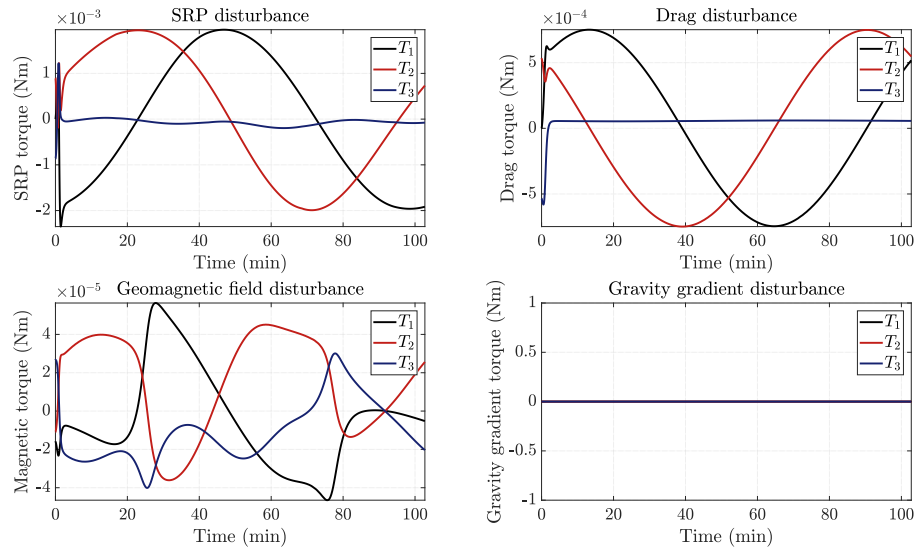 SRP disturbance
×10⁻³
SRP torque (Nm)
1
0
-1
-2
0
20
40
60
80
100
Time (min)
T₁
T₂
T₃
Drag disturbance
×10⁻⁴
Drag torque (Nm)
5
0
-5
0
20
40
60
80
100
Time (min)
T₁
T₂
T₃
Geomagnetic field disturbance
×10⁻⁵
Magnetic torque (Nm)
4
2
0
-2
-4
0
20
40
60
80
100
Time (min)
T₁
T₂
T₃
Gravity gradient disturbance
Gravity gradient torque (Nm)
1
0.5
0
-0.5
-1
0
20
40
60
80
100
Time (min)
T₁
T₂
T₃